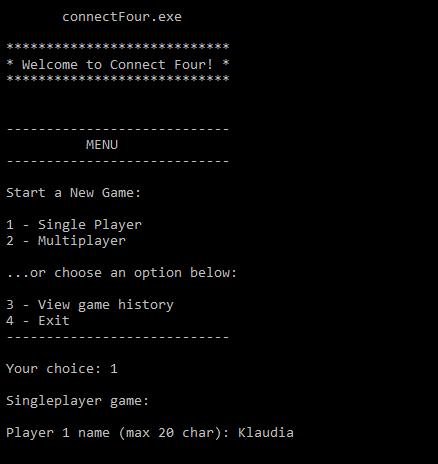 connectFour.exe
****************************
* Welcome to Connect Four! *
****************************
----------------------------
MENU
----------------------------
Start a New Game:
1 - Single Player
2 - Multiplayer
...or choose an option below:
3 - View game history
4 - Exit
----------------------------
Your choice: 1
Singleplayer game:
Player 1 name (max 20 char): Klaudia